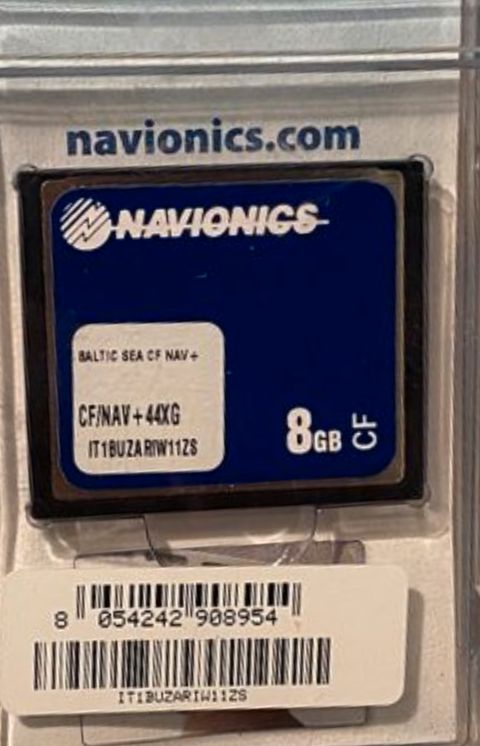 navionics.com
NAVIONICS
BALTIC SEA CF NAV+
CF/NAV+44XG
IT1BUZARIW11ZS
8GB CF
8 054242 908954
IT1BUZARIW11ZS